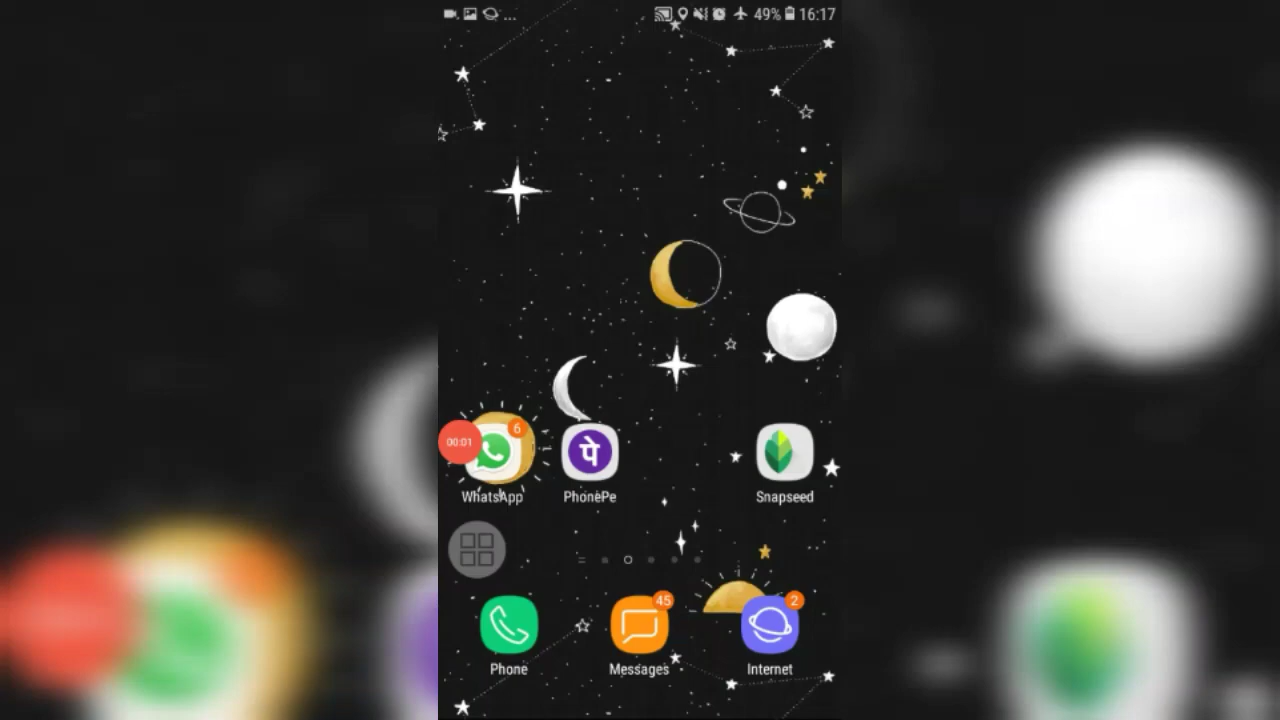 ... 49% 16:17
6
00:01
पे
WhatsApp PhonePe Snapseed
45 2
Phone Messages Internet